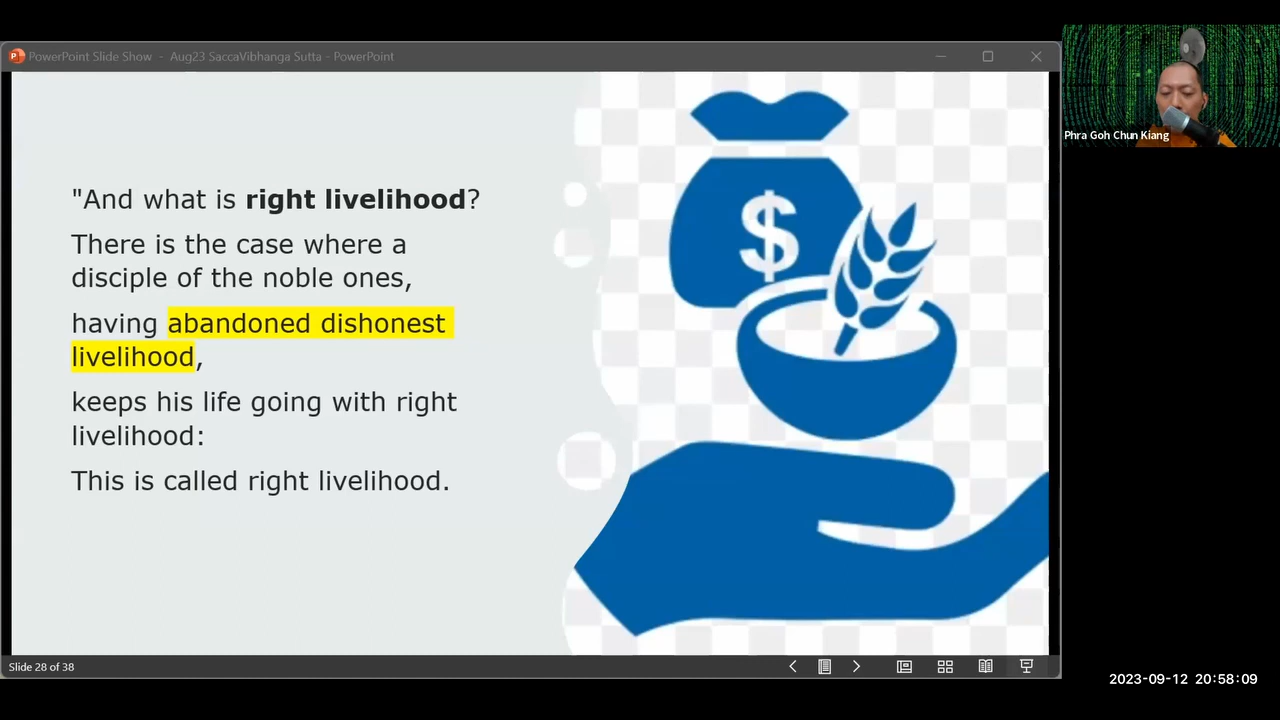 PowerPoint Slide Show - Aug23 SaccaVibhanga Sutta - PowerPoint
"And what is right livelihood?
There is the case where a
disciple of the noble ones,
having abandoned dishonest
livelihood,
keeps his life going with right
livelihood:
This is called right livelihood.
$
Phra Goh Chun Kiang
Slide 28 of 38
2023-09-12 20:58:09